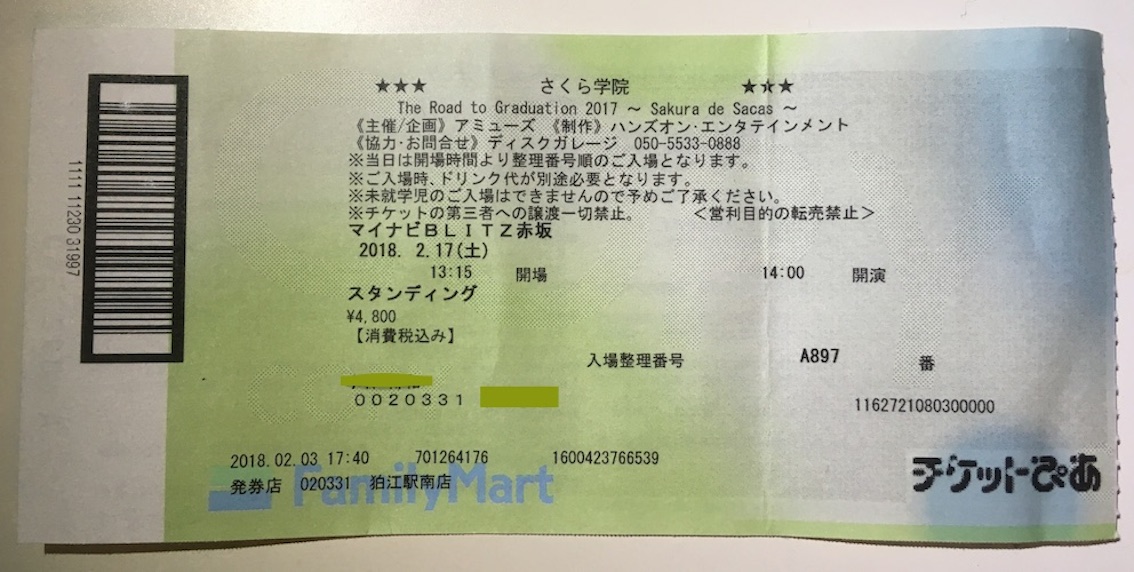 ★★★ さくら学院 ★★★
The Road to Graduation 2017 ～ Sakura de Sacas ～
《主催/企画》アミューズ 《制作》ハンズオン・エンタテインメント
《協力・お問合せ》ディスクガレージ 050-5533-0888
※当日は開場時間より整理番号順のご入場となります。
※ご入場時、ドリンク代が別途必要となります。
※未就学児のご入場はできませんので予めご了承ください。
※チケットの第三者への譲渡一切禁止。 ＜営利目的の転売禁止＞
マイナビＢＬＩＴＺ赤坂
2018. 2.17(土)
13:15 開場 14:00 開演
スタンディング
¥4,800
【消費税込み】
入場整理番号 A897 番
００２０３３１
1162721080300000
2018.02.03 17:40 701264176 1600423766539
発券店 020331 狛江駅南店
FamilyMart
チケットぴあ
1111 11230 31997